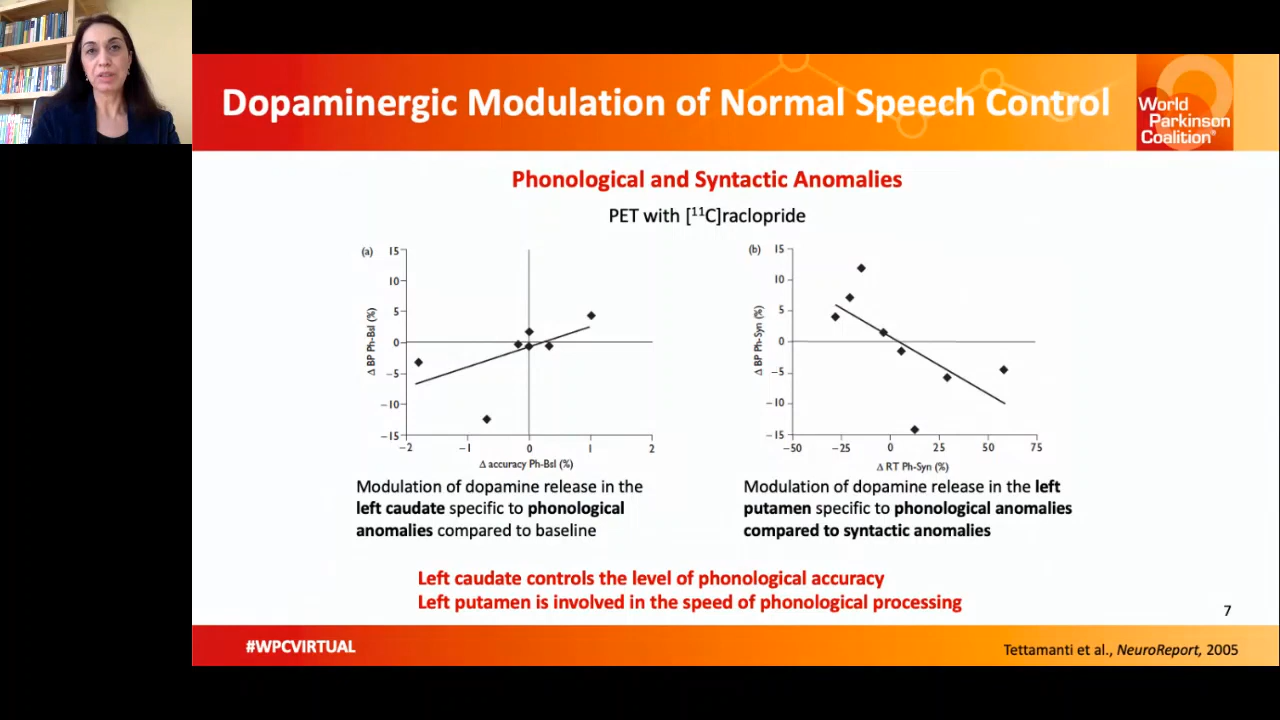 Dopaminergic Modulation of Normal Speech Control
World
Parkinson
Coalition®
Phonological and Syntactic Anomalies
PET with [¹¹C]raclopride
(a)
15
10
5
0
−5
−10
−15
Δ BP Ph-Bsl (%)
−2
−1
0
1
2
Δ accuracy Ph-Bsl (%)
(b)
15
10
5
0
−5
−10
−15
Δ BP Ph-Syn (%)
−50
−25
0
25
50
75
Δ RT Ph-Syn (%)
Modulation of dopamine release in the
left caudate specific to phonological
anomalies compared to baseline
Modulation of dopamine release in the left
putamen specific to phonological anomalies
compared to syntactic anomalies
Left caudate controls the level of phonological accuracy
Left putamen is involved in the speed of phonological processing
7
#WPCVIRTUAL
Tettamanti et al., NeuroReport, 2005